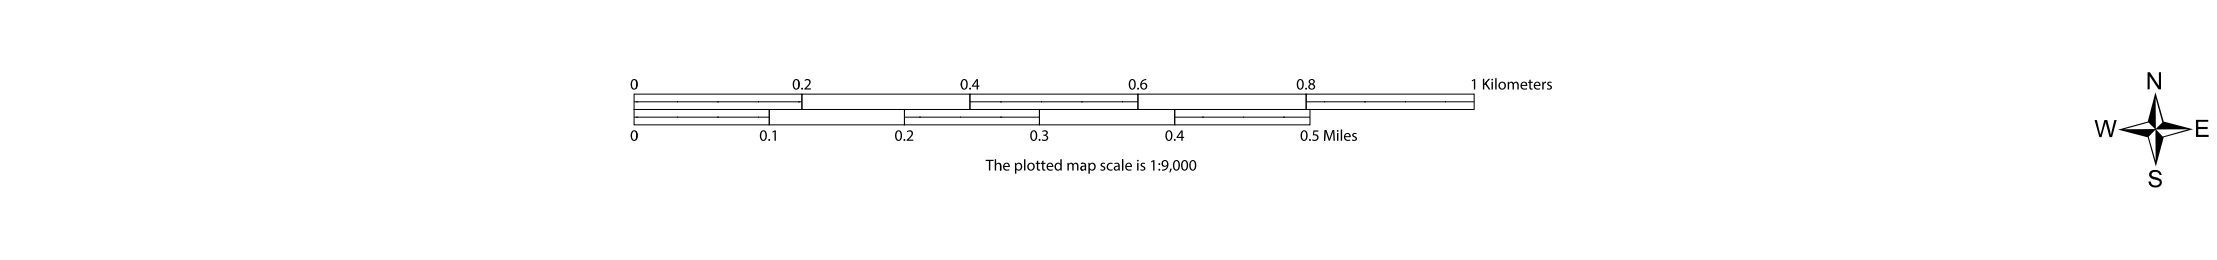 0 0.2 0.4 0.6 0.8 1 Kilometers
0 0.1 0.2 0.3 0.4 0.5 Miles
The plotted map scale is 1:9,000
N
W E
S